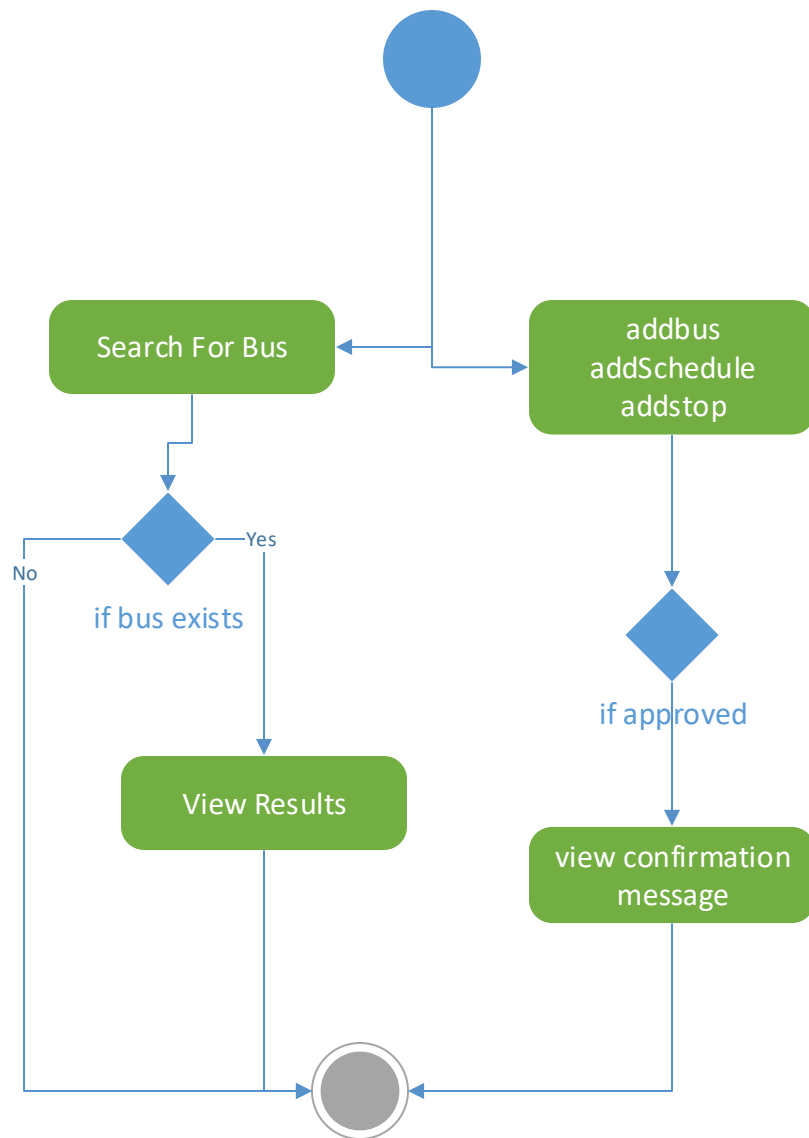 Search For Bus
addbus
addSchedule
addstop
Yes
No
if bus exists
if approved
View Results
view confirmation
message